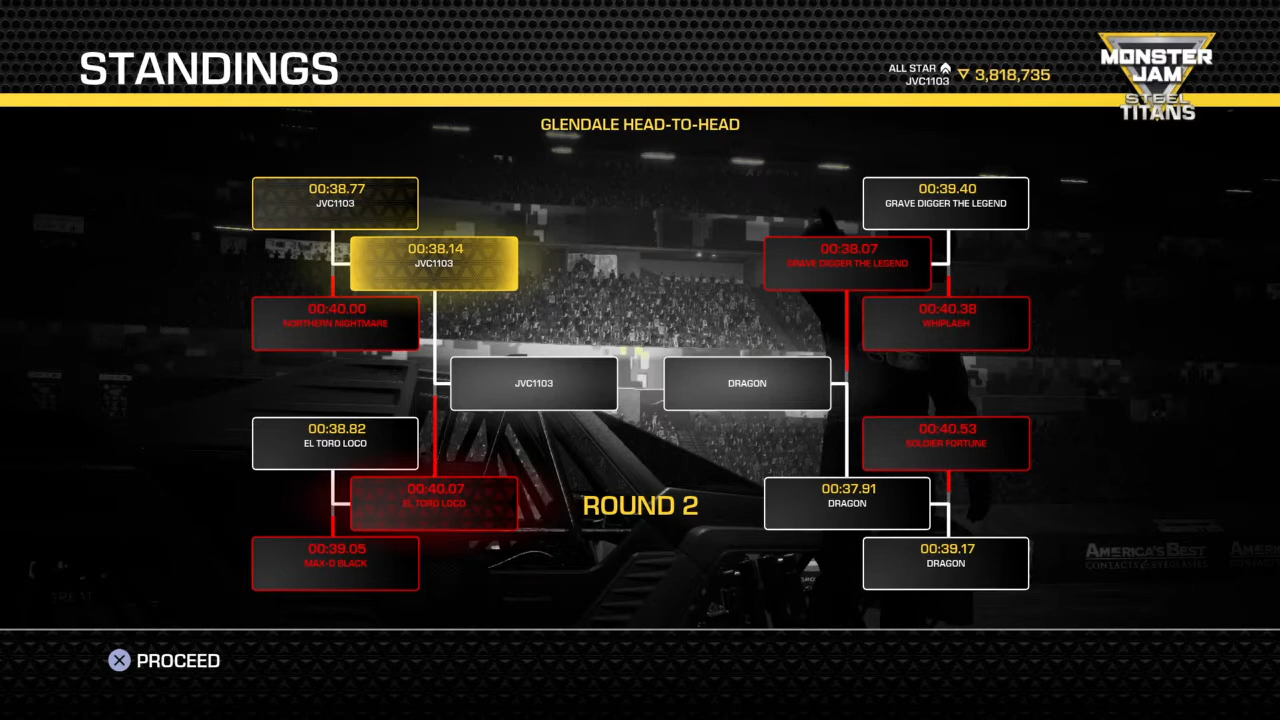 STANDINGS
ALL STAR
JVC1103
3,818,735
MONSTER
JAM
STEEL
TITANS
GLENDALE HEAD-TO-HEAD
00:38.77
JVC1103
00:39.40
GRAVE DIGGER THE LEGEND
00:38.14
JVC1103
00:38.07
GRAVE DIGGER THE LEGEND
00:40.00
NORTHERN NIGHTMARE
00:40.38
WHIPLASH
JVC1103
DRAGON
00:38.82
EL TORO LOCO
00:40.53
SOLDIER FORTUNE
00:40.07
EL TORO LOCO
ROUND 2
00:37.91
DRAGON
00:39.05
MAX-D BLACK
00:39.17
DRAGON
AMERICA'S BEST
CONTACTS & EYEGLASSES
PROCEED